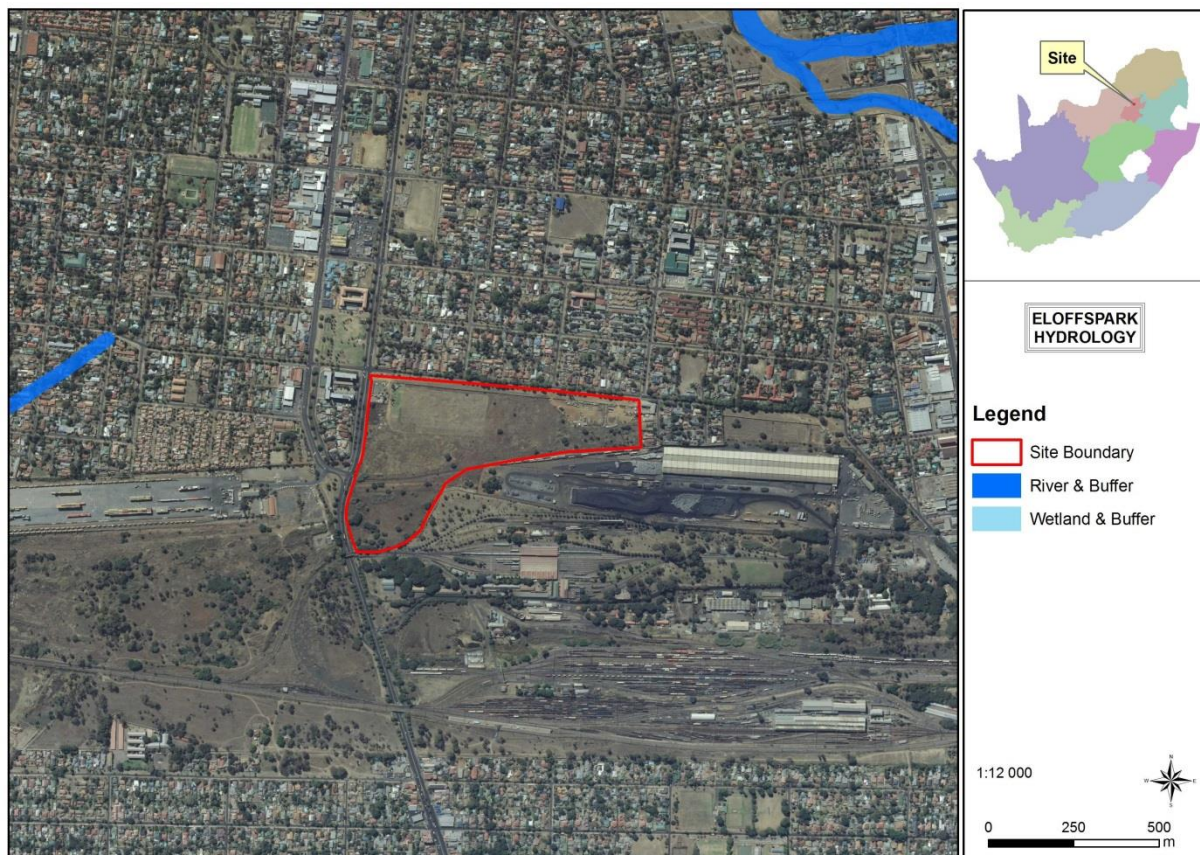 Site
ELOFFSPARK
HYDROLOGY
Legend
Site Boundary
River & Buffer
Wetland & Buffer
1:12 000
N
W E
S
0 250 500
m